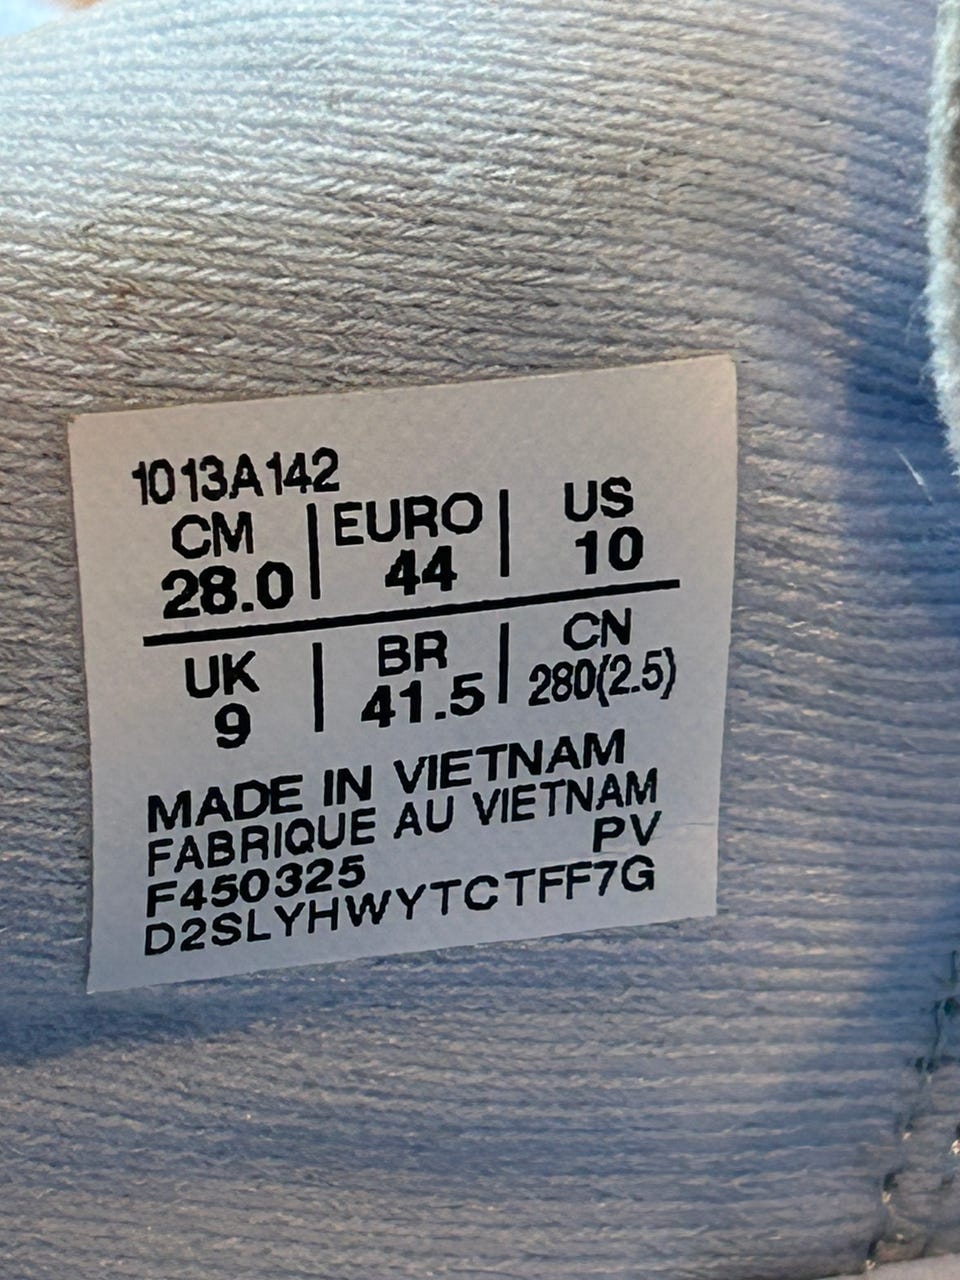 1013A142
CM | EURO | US
28.0 | 44 | 10
UK | BR | CN
9 | 41.5 | 280(2.5)
MADE IN VIETNAM
FABRIQUE AU VIETNAM
PV
F450325
D2SLYHWYTCTFF7G